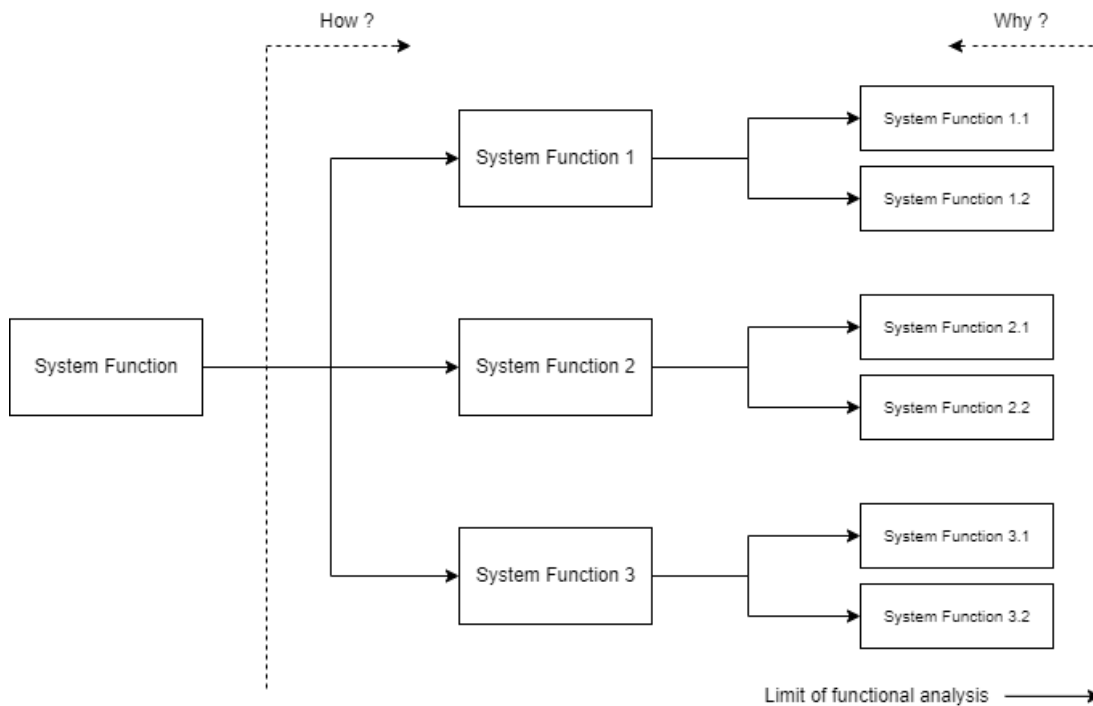 How ?
Why ?
System Function 1.1
System Function 1
System Function 1.2
System Function 2.1
System Function
System Function 2
System Function 2.2
System Function 3.1
System Function 3
System Function 3.2
Limit of functional analysis